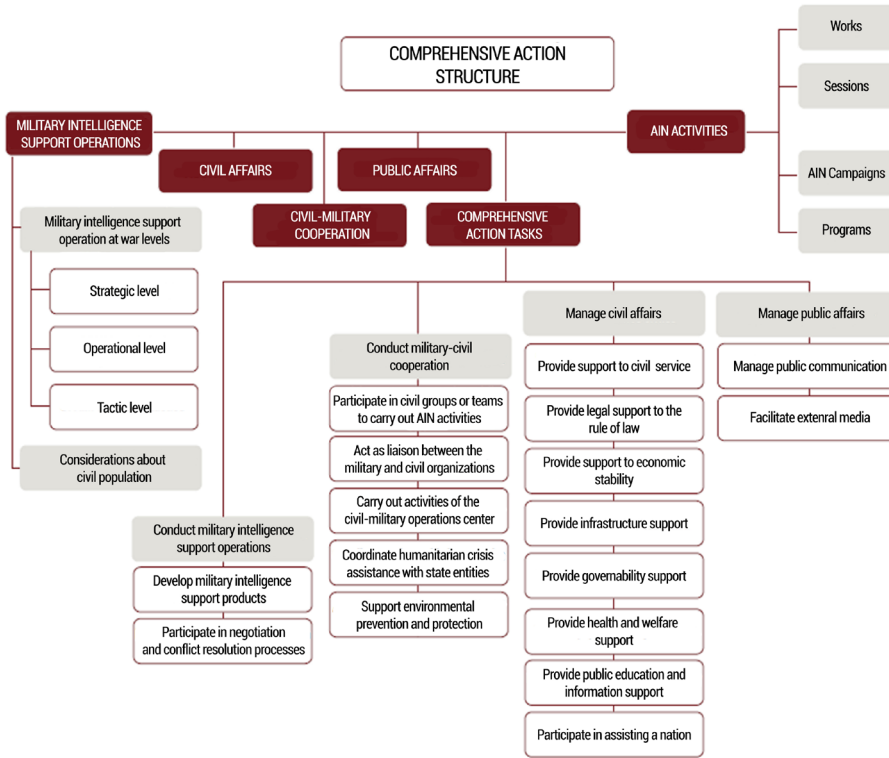 COMPREHENSIVE ACTION
STRUCTURE
Works
Sessions
AIN Campaigns
Programs
MILITARY INTELLIGENCE
SUPPORT OPERATIONS
CIVIL AFFAIRS
CIVIL-MILITARY
COOPERATION
PUBLIC AFFAIRS
COMPREHENSIVE
ACTION TASKS
AIN ACTIVITIES
Military intelligence support
operation at war levels
Strategic level
Operational level
Tactic level
Considerations about
civil population
Conduct military intelligence
support operations
Develop military intelligence
support products
Participate in negotiation
and conflict resolution processes
Conduct military-civil
cooperation
Participate in civil groups or teams
to carry out AIN activities
Act as liaison between the
military and civil organizations
Carry out activities of the
civil-military operations center
Coordinate humanitarian crisis
assistance with state entities
Support environmental
prevention and protection
Manage civil affairs
Provide support to civil service
Provide legal support to the
rule of law
Provide support to economic
stability
Provide infrastructure support
Provide governability support
Provide health and welfare
support
Provide public education and
information support
Participate in assisting a nation
Manage public affairs
Manage public communication
Facilitate extenral media